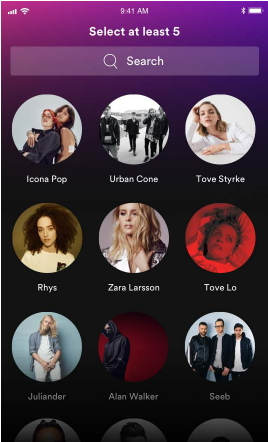 9:41 AM
Select at least 5
Search
Icona Pop
Urban Cone
Tove Styrke
Rhys
Zara Larsson
Tove Lo
Juliander
Alan Walker
Seeb